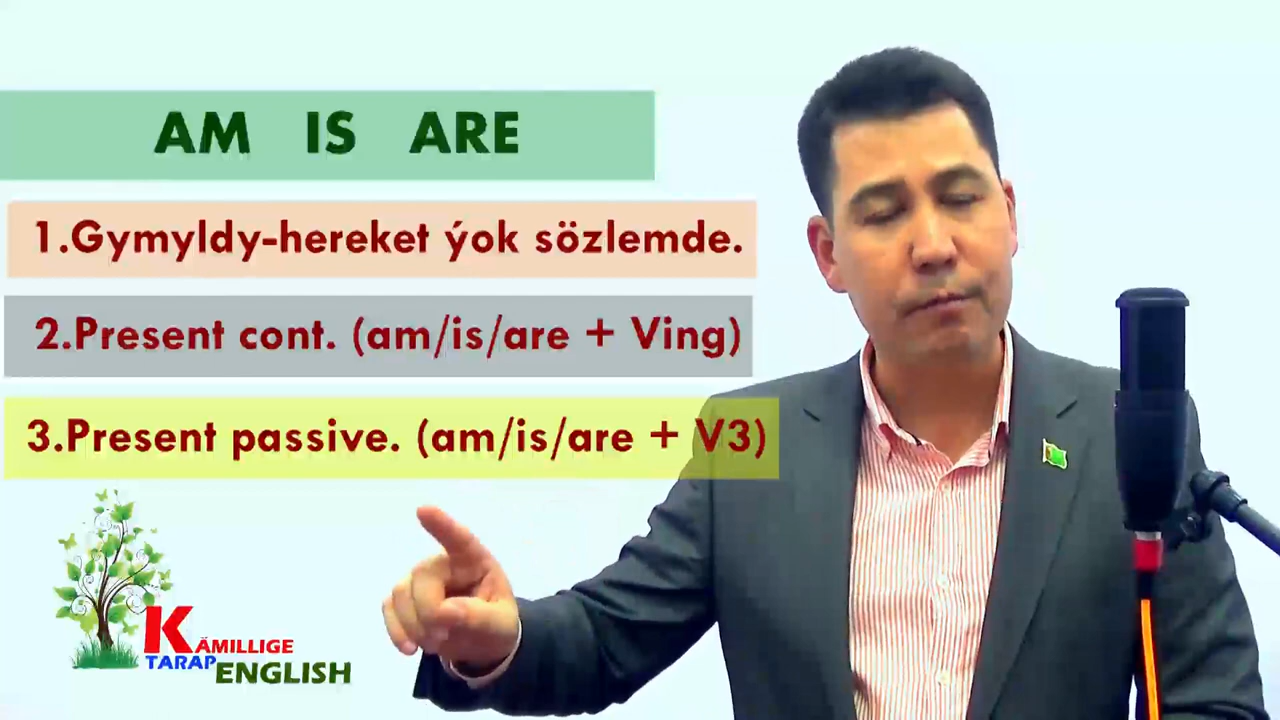 AM IS ARE
1.Gymyldy-hereket ýok sözlemde.
2.Present cont. (am/is/are + Ving)
3.Present passive. (am/is/are + V3)
KÄMILLIGE
TARAP ENGLISH